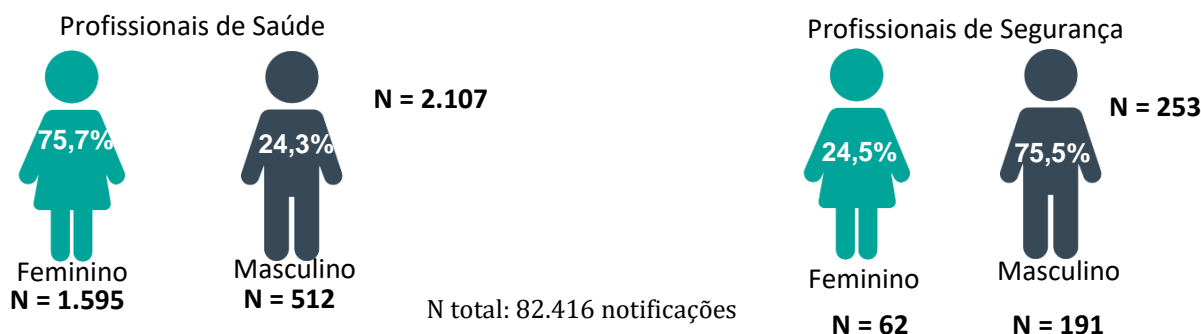 Profissionais de Saúde
75,7%
24,3%
N = 2.107
Feminino
N = 1.595
Masculino
N = 512
N total: 82.416 notificações
Profissionais de Segurança
24,5%
75,5%
N = 253
Feminino
N = 62
Masculino
N = 191